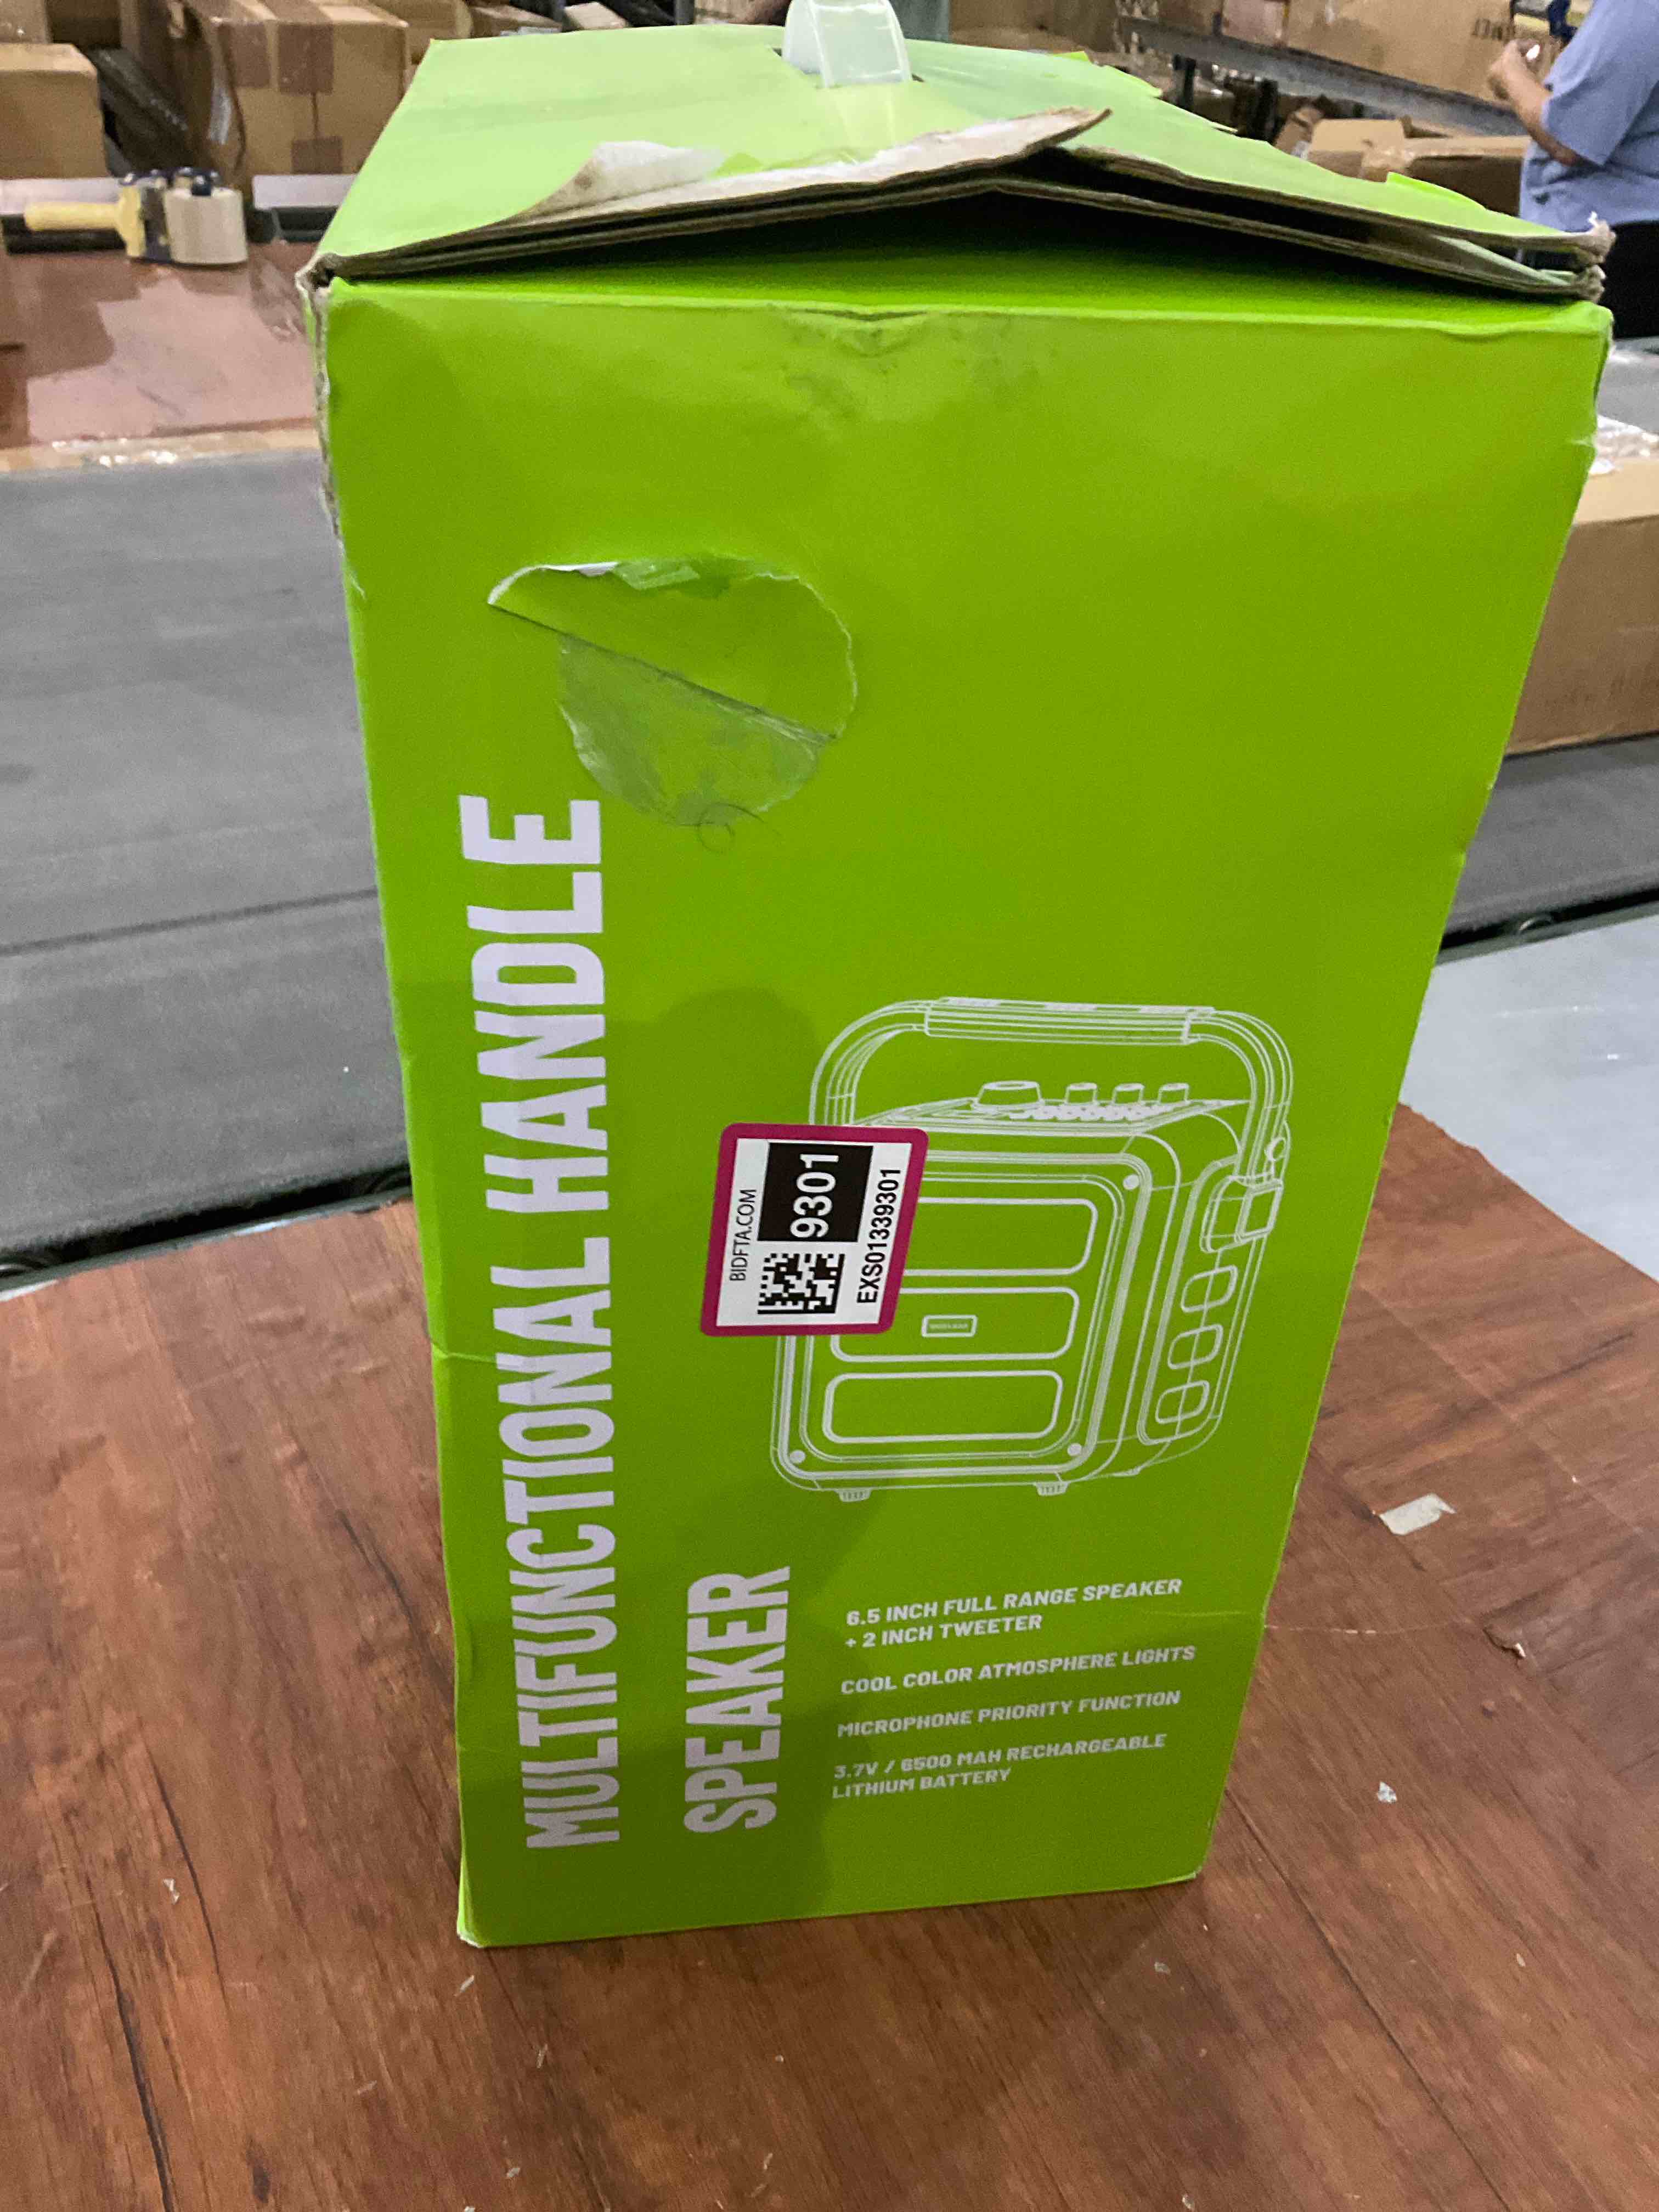 MULTIFUNCTIONAL HANDLE
SPEAKER
BIDFTA.COM
9301
EXS01339301
6.5 INCH FULL RANGE SPEAKER
+ 2 INCH TWEETER
COOL COLOR ATMOSPHERE LIGHTS
MICROPHONE PRIORITY FUNCTION
3.7V / 6500 MAH RECHARGEABLE
LITHIUM BATTERY